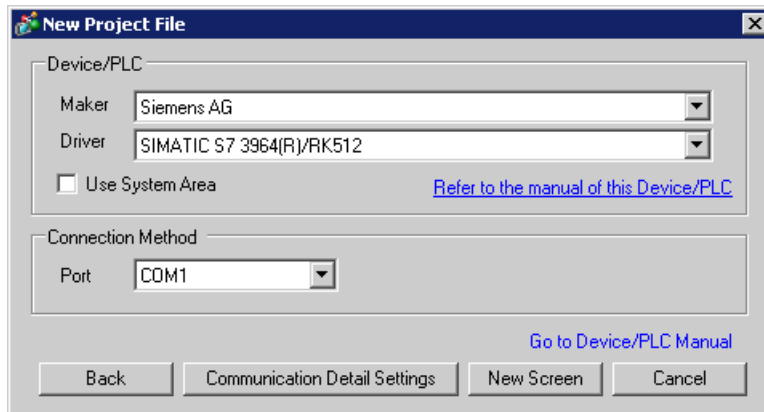 New Project File
Device/PLC
Maker Siemens AG
Driver SIMATIC S7 3964(R)/RK512
Use System Area Refer to the manual of this Device/PLC
Connection Method
Port COM1
Go to Device/PLC Manual
Back Communication Detail Settings New Screen Cancel